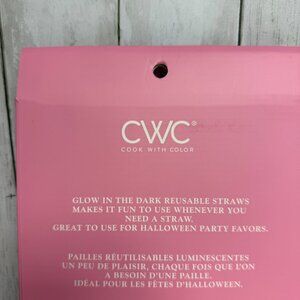 CWC®
COOK WITH COLOR
GLOW IN THE DARK REUSABLE STRAWS
MAKES IT FUN TO USE WHENEVER YOU
NEED A STRAW.
GREAT TO USE FOR HALLOWEEN PARTY FAVORS.
PAILLES RÉUTILISABLES LUMINESCENTES
UN PEU DE PLAISIR, CHAQUE FOIS QUE L'ON
A BESOIN D'UNE PAILLE.
IDÉAL POUR LES FÊTES D'HALLOWEEN.